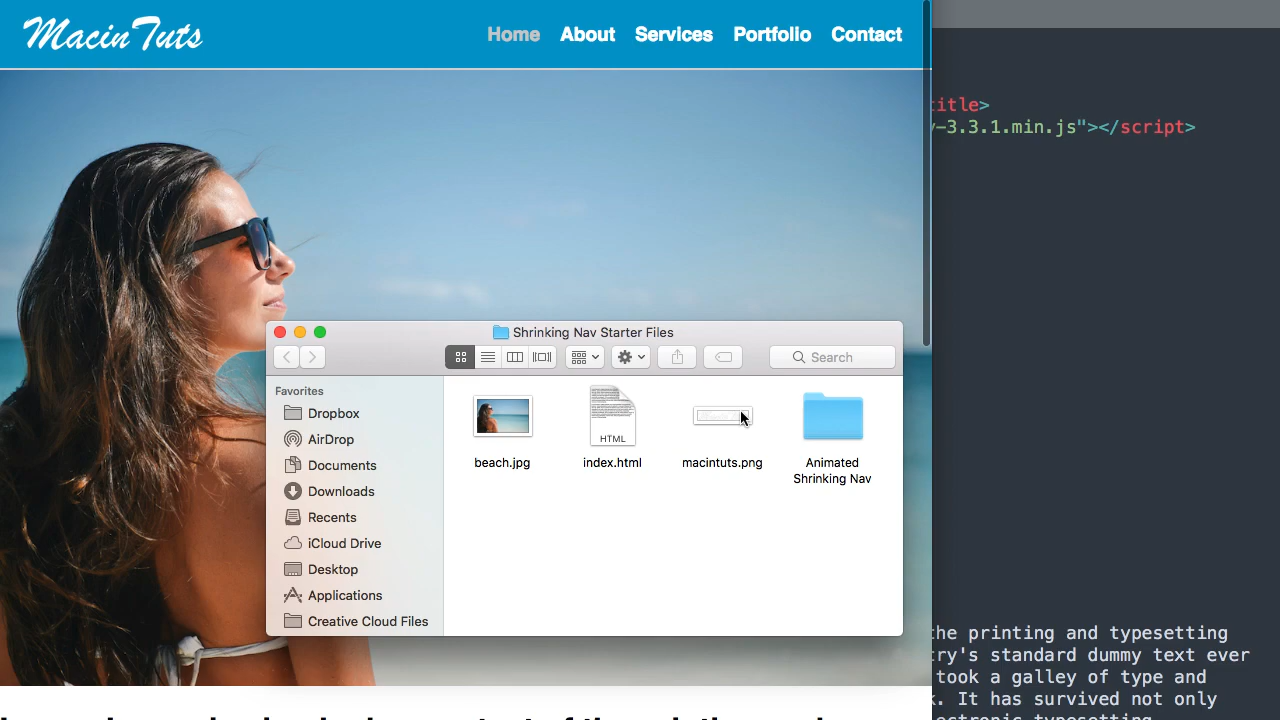 MacinTuts
Home About Services Portfolio Contact
title>
-3.3.1.min.js"></script>
Shrinking Nav Starter Files
Search
Favorites
Dropbox
AirDrop
Documents
Downloads
Recents
iCloud Drive
Desktop
Applications
Creative Cloud Files
HTML
beach.jpg
index.html
macintuts.png
Animated
Shrinking Nav
the printing and typesetting
try's standard dummy text ever
took a galley of type and
. It has survived not only